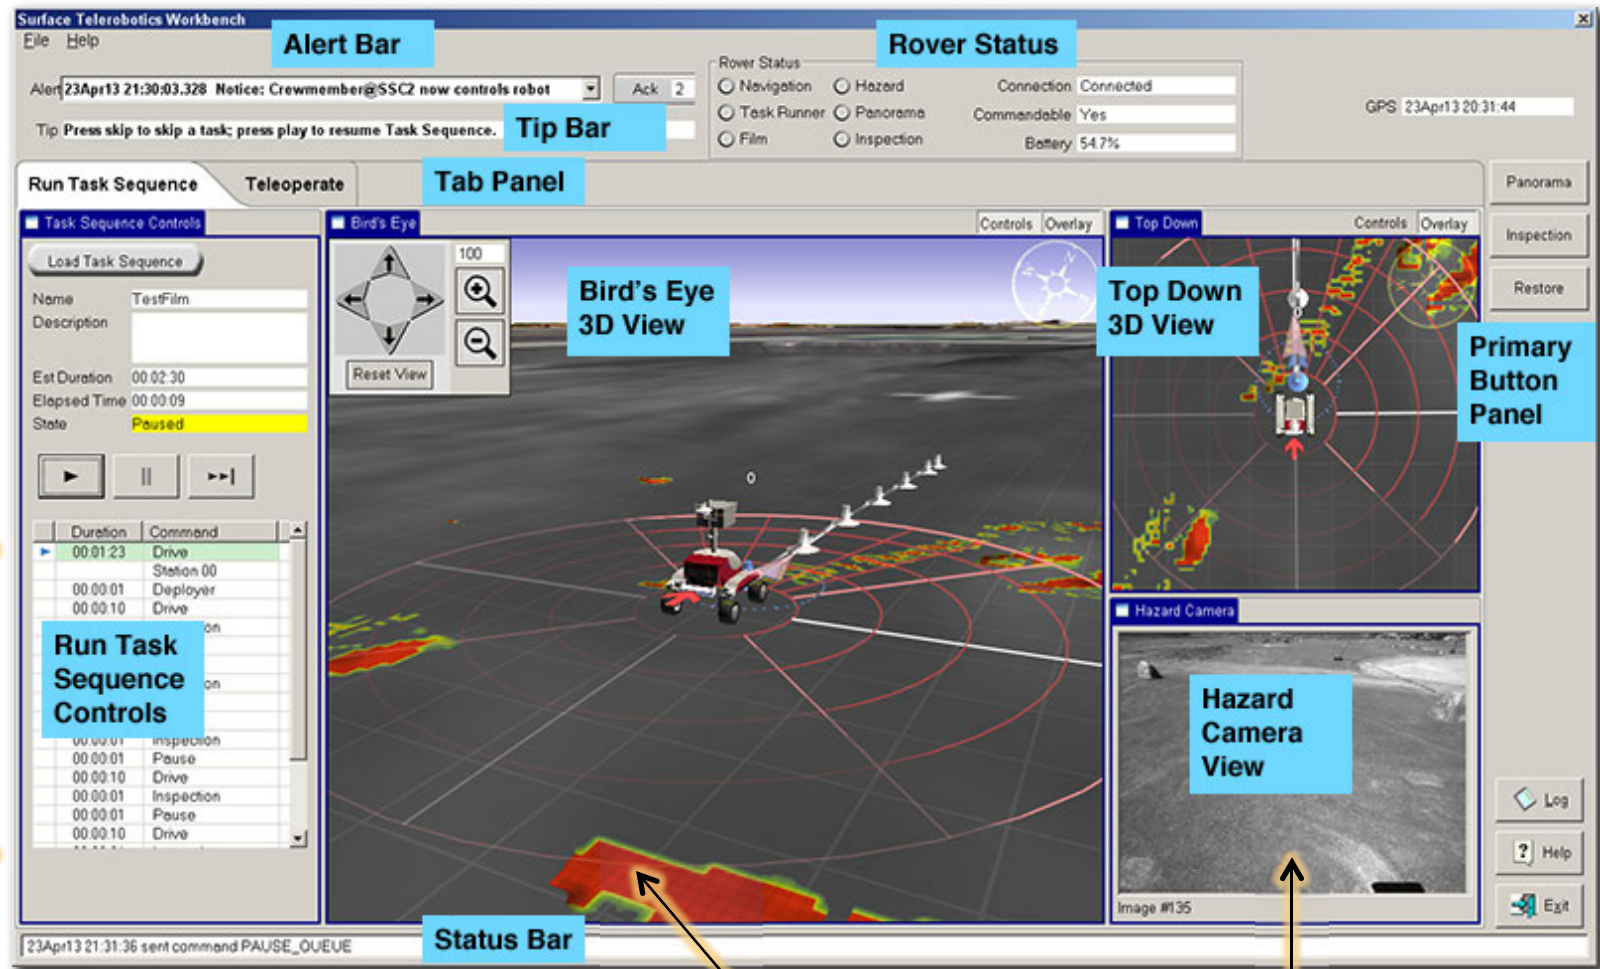 Surface Telerobotics Workbench
File Help
Alert Bar
Rover Status
Alert 23Apr13 21:30:03.328 Notice: Crewmember@SSC2 now controls robot
Ack 2
Tip Press skip to skip a task; press play to resume Task Sequence.
Tip Bar
Rover Status
Navigation Hazard Connection Connected
Task Runner Panorama Commandable Yes
Film Inspection Battery 54.7%
GPS 23Apr13 20:31:44
Run Task Sequence Teleoperate
Tab Panel
Panorama
Inspection
Restore
Primary
Button
Panel
Task Sequence Controls
Load Task Sequence
Name TestFilm
Description
Est Duration 00:02:30
Elapsed Time 00:00:09
State Paused
Duration Command
00:01:23 Drive
Station 00
00:00:01 Deployer
00:00:10 Drive
on
Run Task
Sequence
Controls
on
00:00:01 Inspection
00:00:01 Pause
00:00:10 Drive
00:00:01 Inspection
00:00:01 Pause
00:00:10 Drive
Bird's Eye
Controls Overlay
100
Reset View
Bird's Eye
3D View
0
Top Down
Controls Overlay
Top Down
3D View
Hazard Camera
Hazard
Camera
View
Image #135
Log
Help
Exit
Status Bar
23Apr13 21:31:36 sent command PAUSE_QUEUE